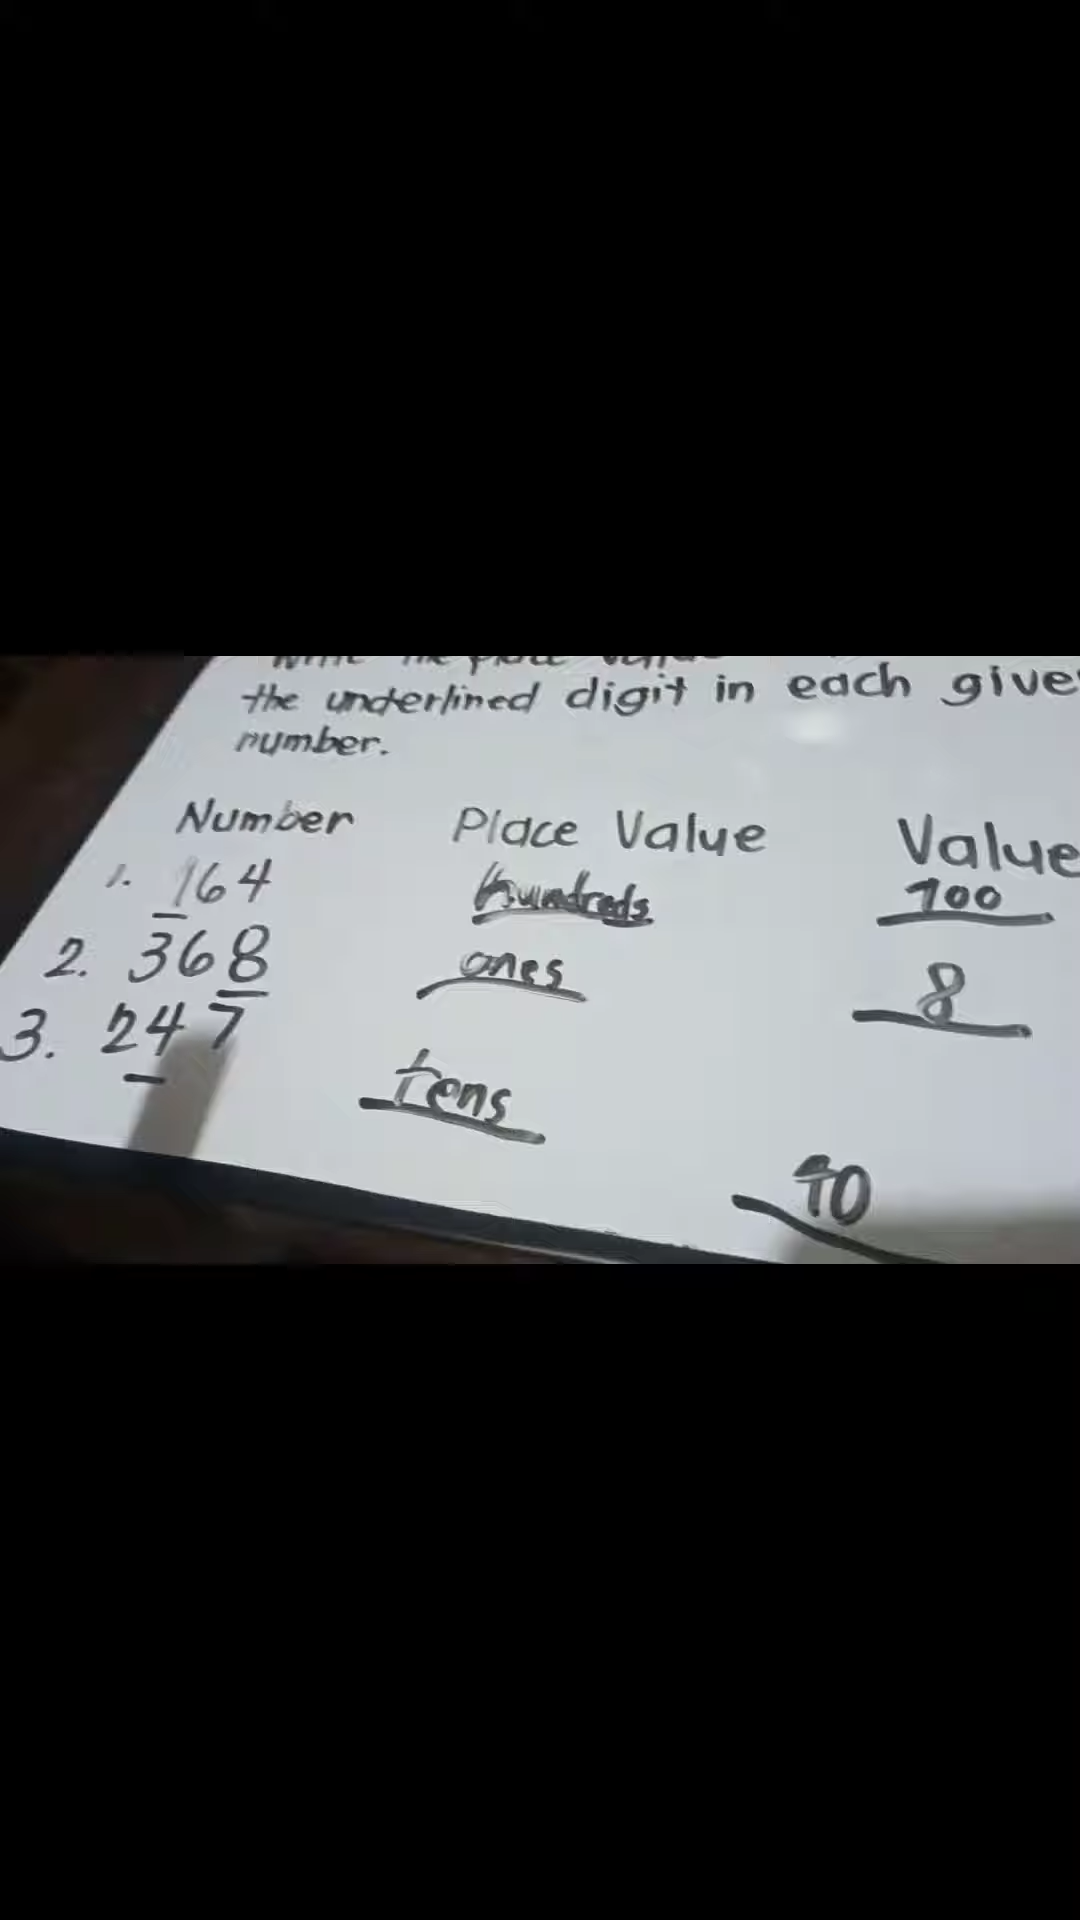 the underlined digit in each give
number.
Number Place Value Value
1. 164 hundreds 100
2. 368 ones 8
3. 247 tens